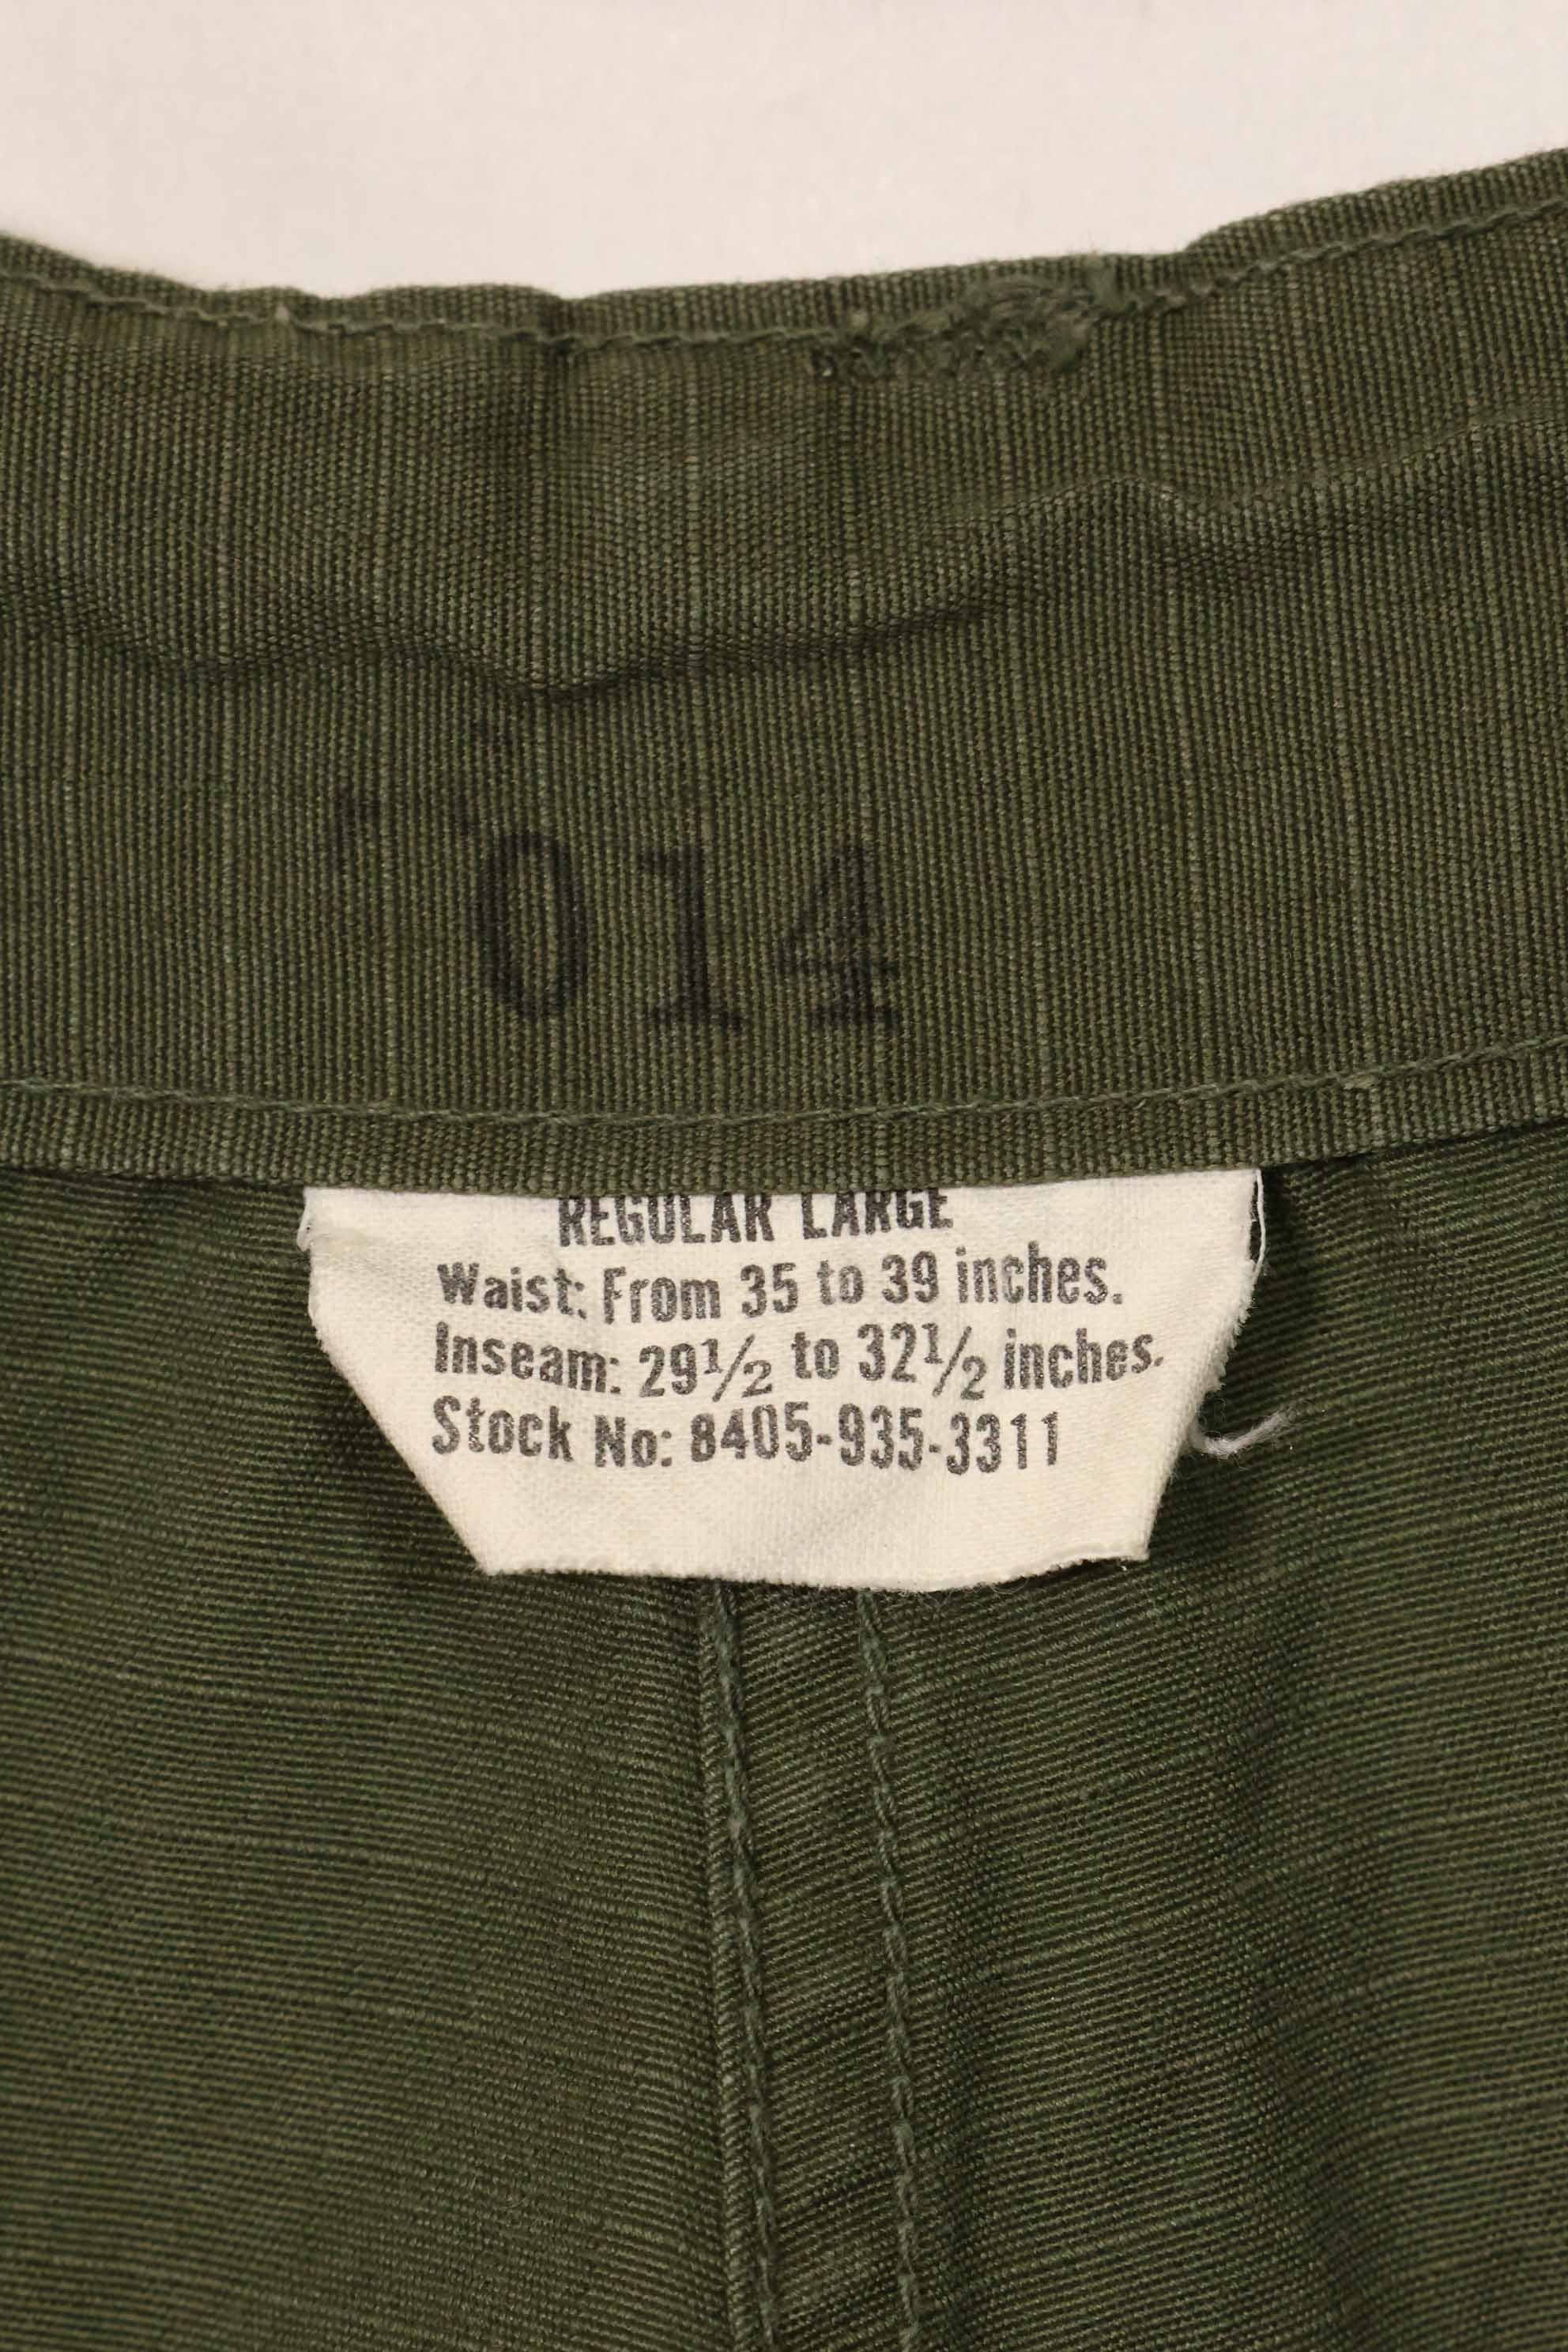 014
REGULAR LARGE
Waist: From 35 to 39 inches.
Inseam: 29½ to 32½ inches.
Stock No: 8405-935-3311